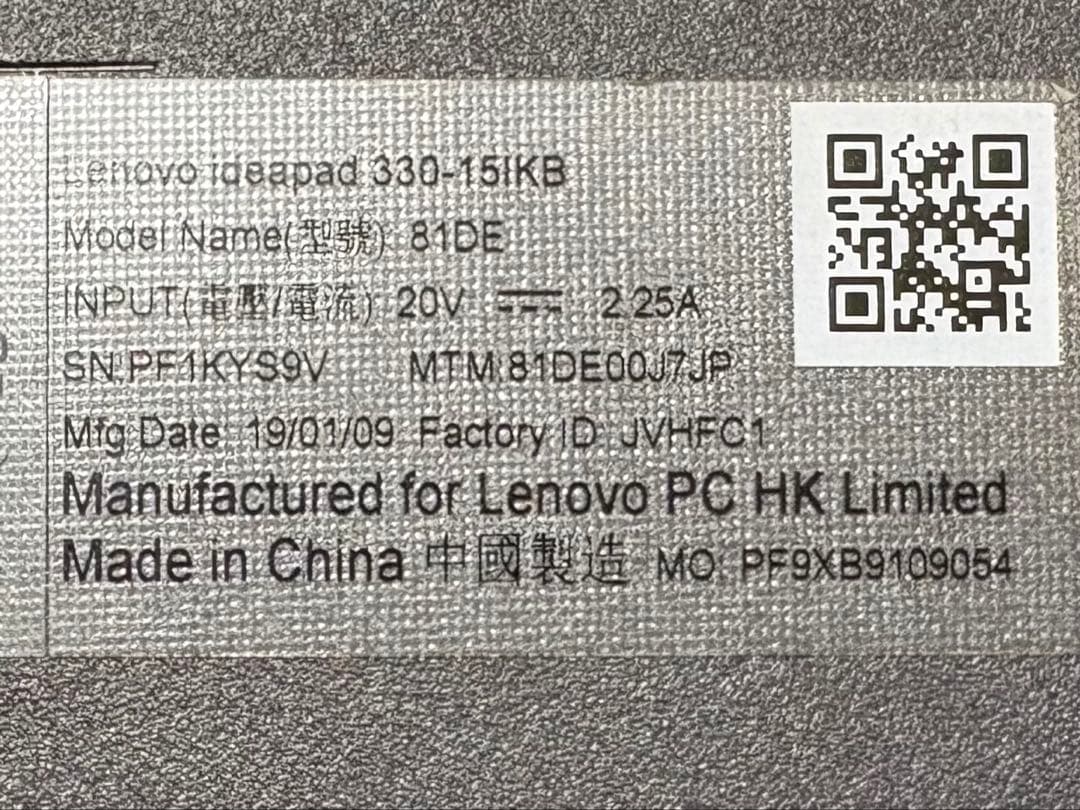 Lenovo ideapad 330-15IKB
Model Name(型號): 81DE
INPUT(電壓/電流): 20V ⎓ 2.25A
SN:PF1KYS9V MTM:81DE00J7JP
Mfg Date: 19/01/09 Factory ID: JVHFC1
Manufactured for Lenovo PC HK Limited
Made in China 中國製造 MO: PF9XB9109054